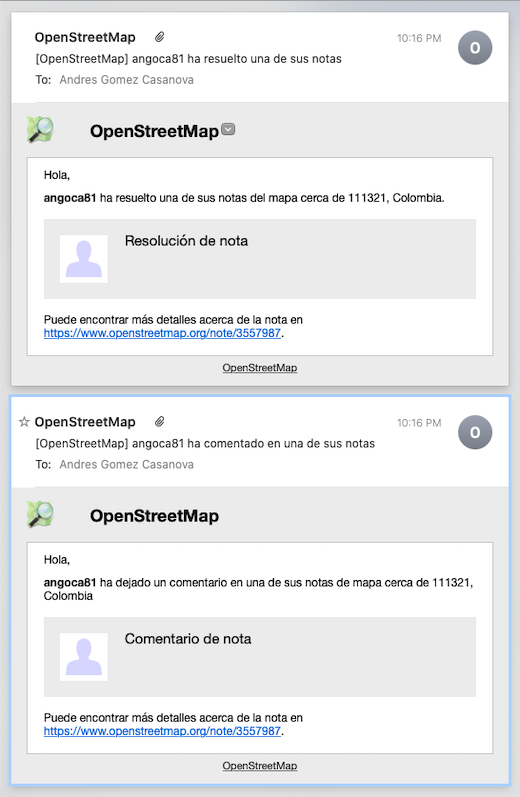 OpenStreetMap 10:16 PM
O
[OpenStreetMap] angoca81 ha resuelto una de sus notas
To: Andres Gomez Casanova
OpenStreetMap
Hola,
angoca81 ha resuelto una de sus notas del mapa cerca de 111321, Colombia.
Resolución de nota
Puede encontrar más detalles acerca de la nota en
https://www.openstreetmap.org/note/3557987.
OpenStreetMap
OpenStreetMap 10:16 PM
O
[OpenStreetMap] angoca81 ha comentado en una de sus notas
To: Andres Gomez Casanova
OpenStreetMap
Hola,
angoca81 ha dejado un comentario en una de sus notas de mapa cerca de 111321,
Colombia
Comentario de nota
Puede encontrar más detalles acerca de la nota en
https://www.openstreetmap.org/note/3557987.
OpenStreetMap